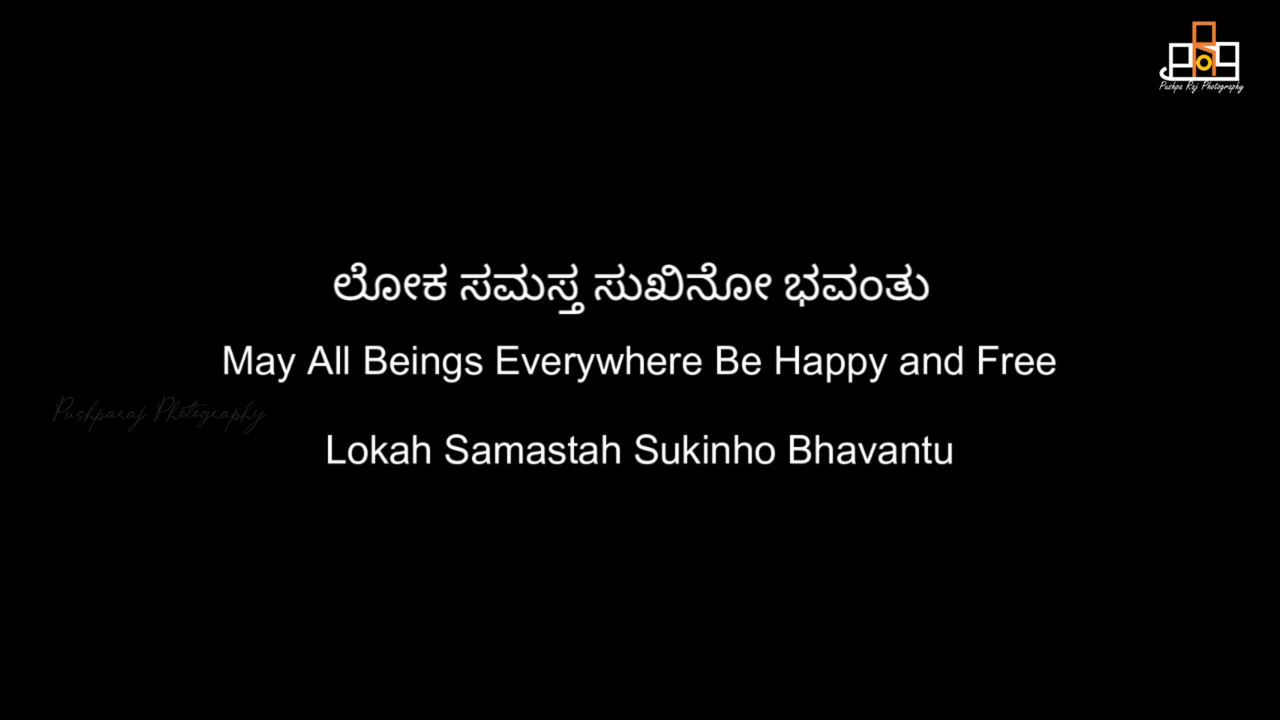 Pushpa Raj Photography
ಲೋಕ ಸಮಸ್ತ ಸುಖಿನೋ ಭವಂತು
May All Beings Everywhere Be Happy and Free
Pushparaj Photography
Lokah Samastah Sukinho Bhavantu